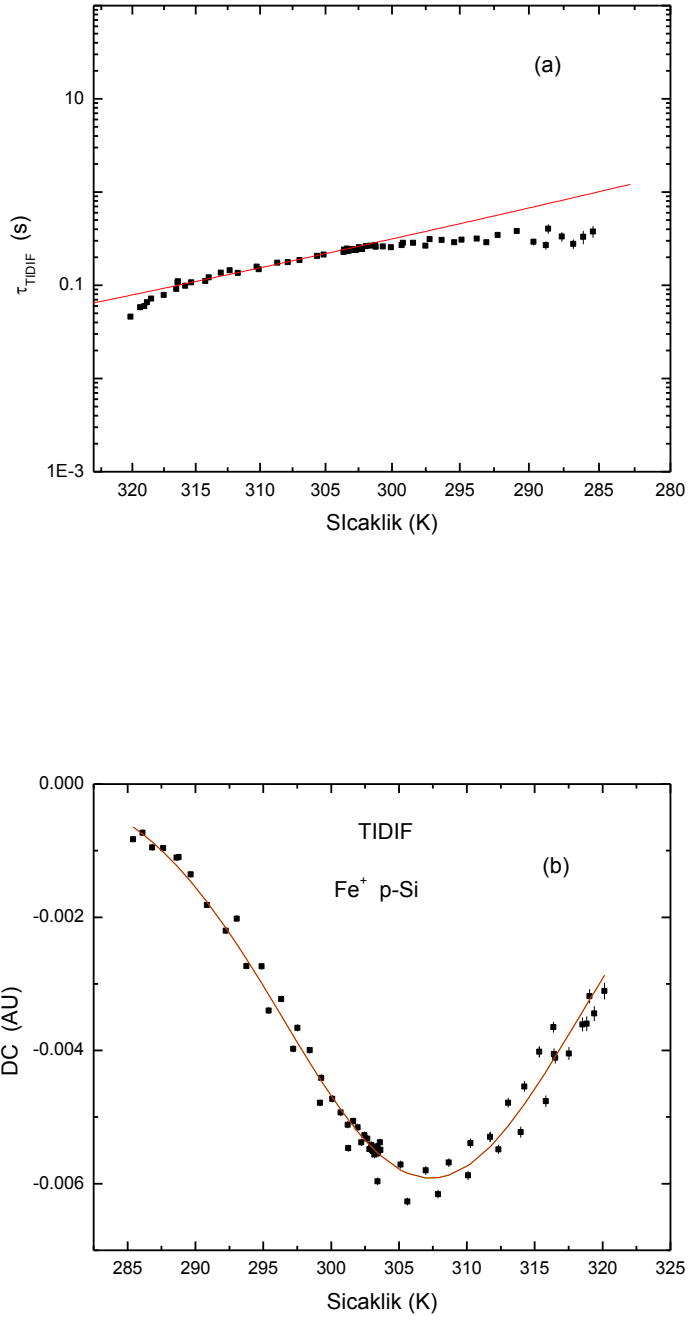 (a)
10
0.1
1E-3
τTIDIF (s)
320 315 310 305 300 295 290 285 280
SIcaklik (K)
0.000
-0.002
-0.004
-0.006
DC (AU)
TIDIF
(b)
Fe+ p-Si
285 290 295 300 305 310 315 320 325
Sicaklik (K)